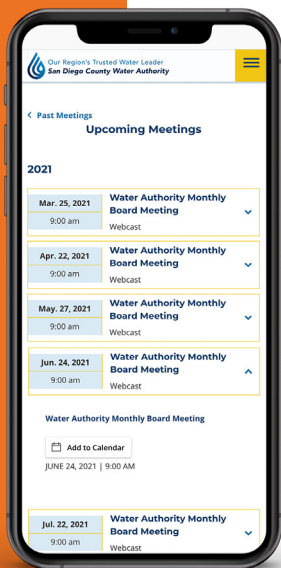 Our Region's Trusted Water Leader
San Diego County Water Authority
Past Meetings
Upcoming Meetings
2021
Mar. 25, 2021
9:00 am
Water Authority Monthly
Board Meeting
Webcast
Apr. 22, 2021
9:00 am
Water Authority Monthly
Board Meeting
Webcast
May. 27, 2021
9:00 am
Water Authority Monthly
Board Meeting
Webcast
Jun. 24, 2021
9:00 am
Water Authority Monthly
Board Meeting
Webcast
Water Authority Monthly Board Meeting
Add to Calendar
JUNE 24, 2021 | 9:00 AM
Jul. 22, 2021
9:00 am
Water Authority Monthly
Board Meeting
Webcast